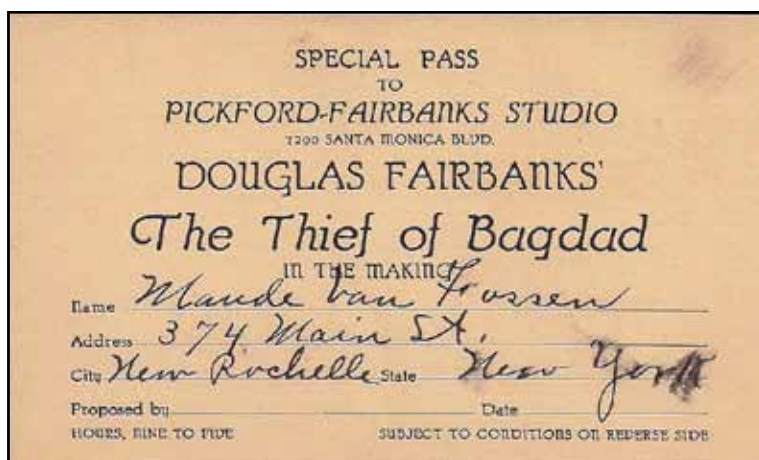 SPECIAL PASS
TO
PICKFORD-FAIRBANKS STUDIO
7200 SANTA MONICA BLVD.
DOUGLAS FAIRBANKS'
The Thief of Bagdad
IN THE MAKING
Name Maude Van Fossen
Address 374 Main St.
City New Rochelle State New York
Proposed by Date
HOURS, NINE TO FIVE SUBJECT TO CONDITIONS ON REVERSE SIDE